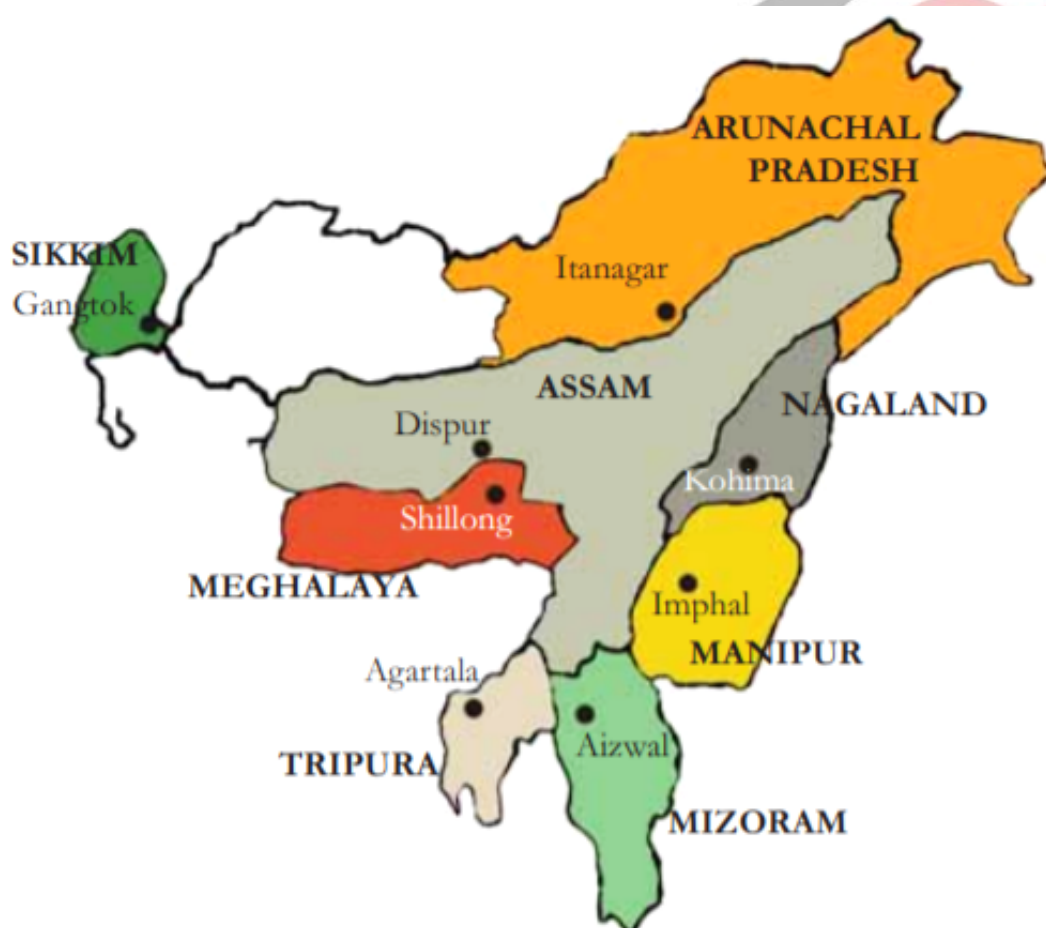 ARUNACHAL
PRADESH
SIKKIM
Itanagar
Gangtok
ASSAM
NAGALAND
Dispur
Kohima
Shillong
MEGHALAYA
Imphal
MANIPUR
Agartala
Aizwal
TRIPURA
MIZORAM